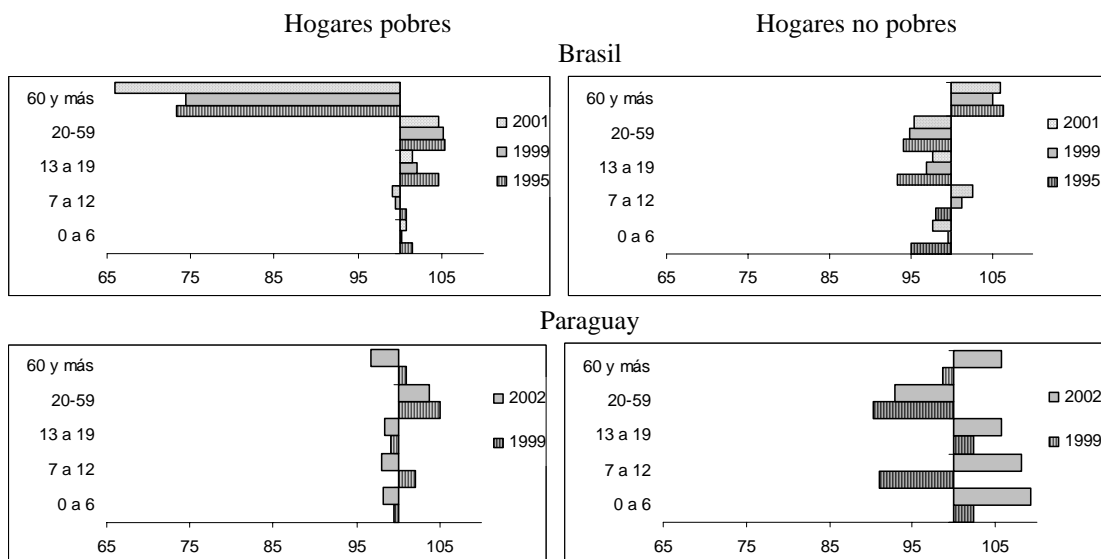 Hogares pobres
Hogares no pobres
Brasil
60 y más
20-59
13 a 19
7 a 12
0 a 6
65 75 85 95 105
2001
1999
1995
60 y más
20-59
13 a 19
7 a 12
0 a 6
65 75 85 95 105
2001
1999
1995
Paraguay
60 y más
20-59
13 a 19
7 a 12
0 a 6
65 75 85 95 105
2002
1999
60 y más
20-59
13 a 19
7 a 12
0 a 6
65 75 85 95 105
2002
1999